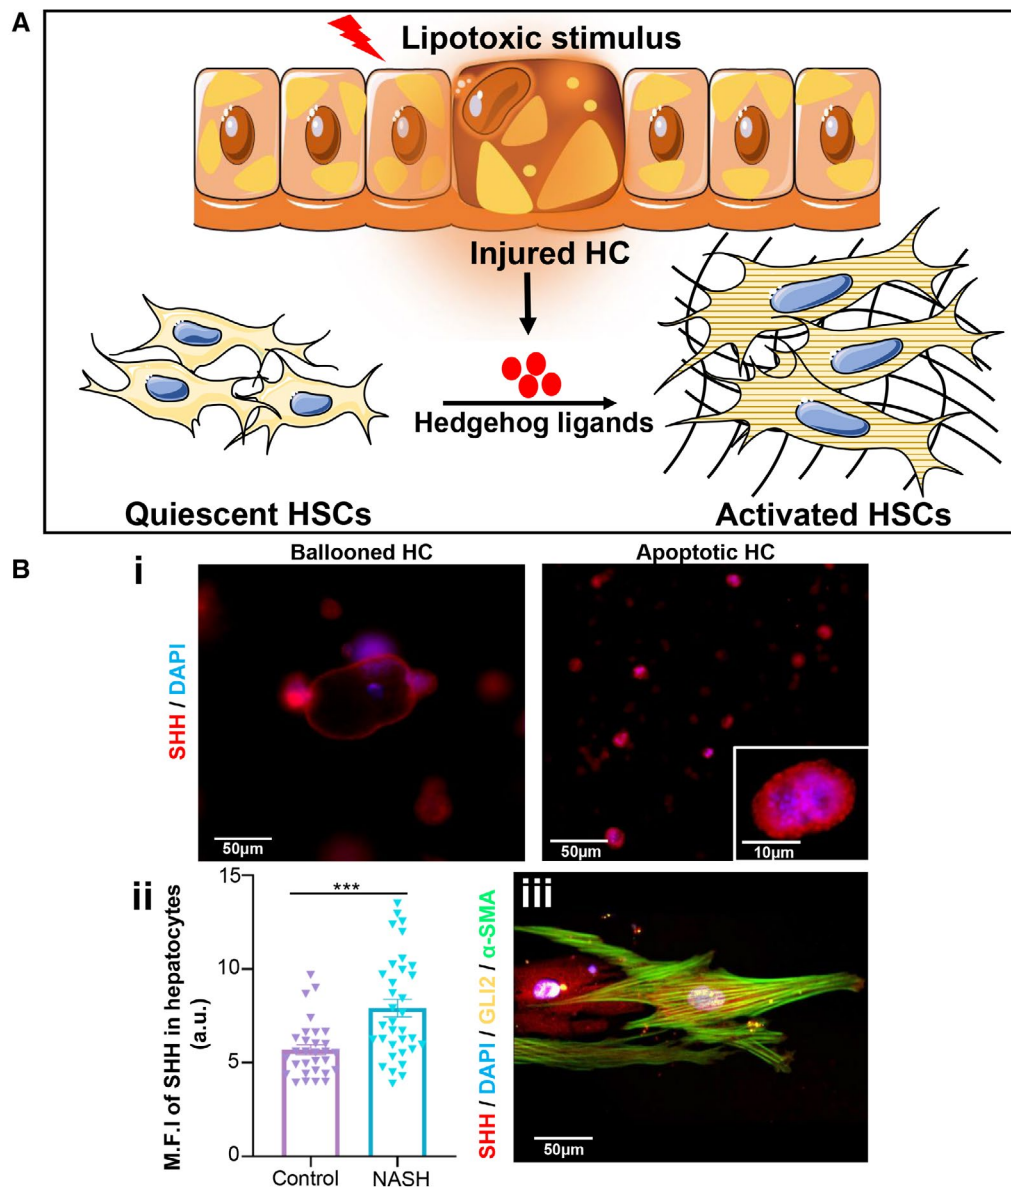 A
Lipotoxic stimulus
Injured HC
Hedgehog ligands
Quiescent HSCs
Activated HSCs
B
i
Ballooned HC
Apoptotic HC
SHH / DAPI
50µm
50µm
10µm
ii
M.F.I of SHH in hepatocytes
(a.u.)
15
10
5
0
***
Control
NASH
iii
SHH / DAPI / GLI2 / α-SMA
50µm